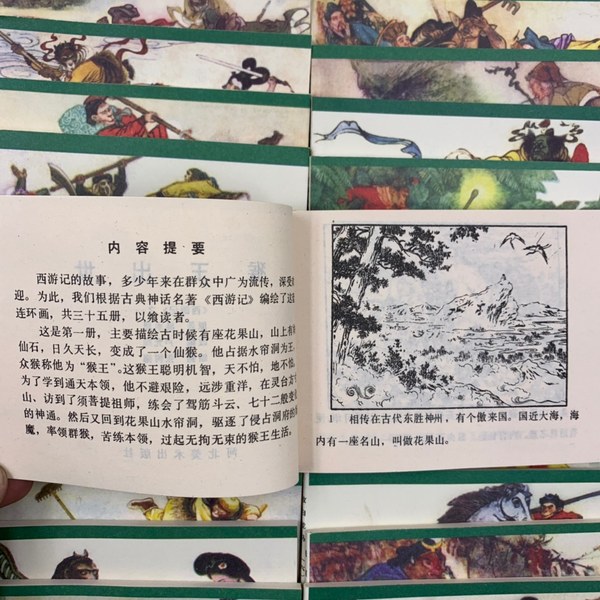 内容提要
西游记的故事，多少年来在群众中广为流传，深受
迎。为此，我们根据古典神话名著《西游记》编绘了这
连环画，共三十五册，以飨读者。
这是第一册，主要描绘古时候有座花果山，山上有
仙石，日久天长，变成了一个仙猴。他占据水帘洞为王，
众猴称他为“猴王”。这猴王聪明机智，天不怕，地不怕，
为了学到通天本领，他不避艰险，远涉重洋，在灵台
山、访到了须菩提祖师，练会了驾筋斗云、七十二般变
的神通。然后又回到花果山水帘洞，驱逐了侵占洞府的
魔，率领群猴，苦练本领，过起无拘无束的猴王生活。
1 相传在古代东胜神州，有个傲来国。国近大海，海
内有一座名山，叫做花果山。